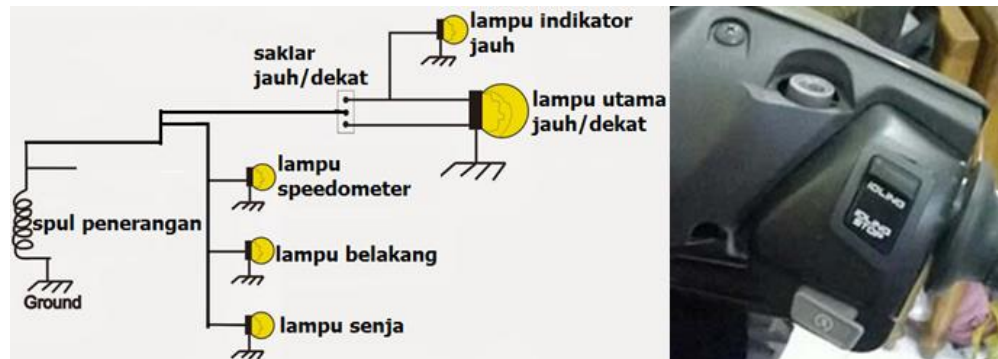 lampu indikator
jauh
saklar
jauh/dekat
lampu utama
jauh/dekat
lampu
speedometer
spul penerangan
lampu belakang
Ground
lampu senja
IDLING
IDLING
STOP